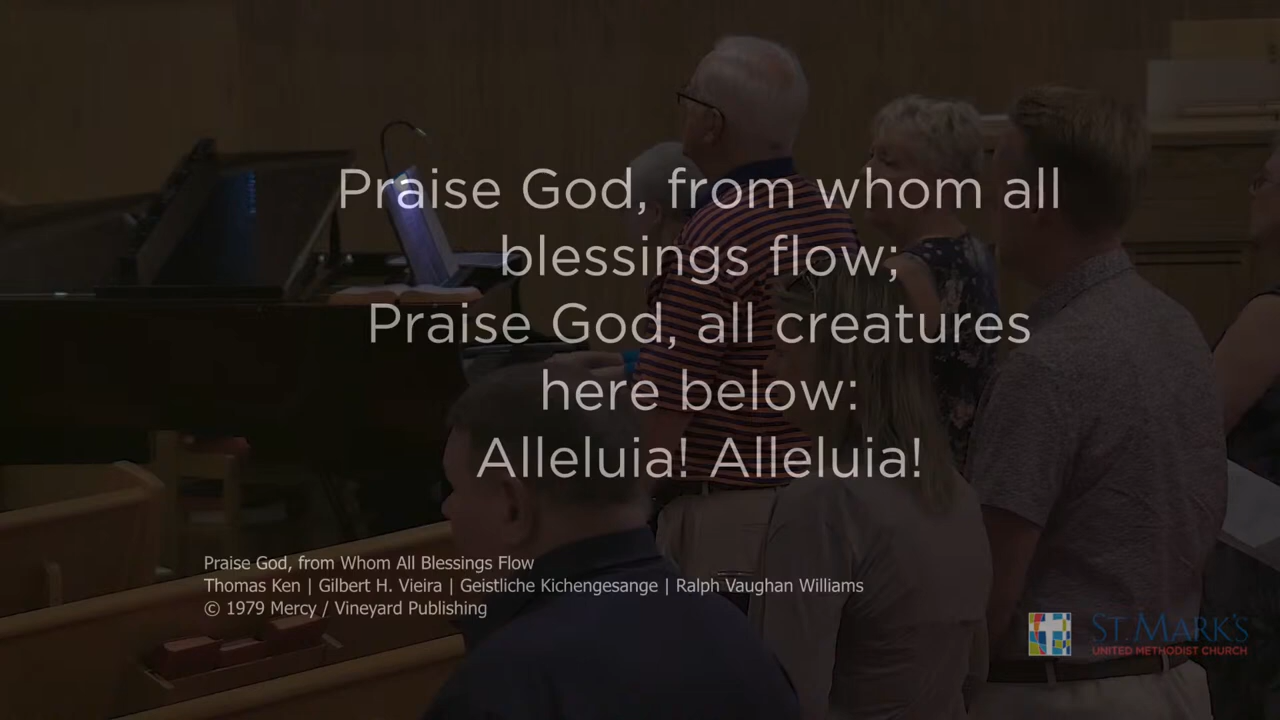 Praise God, from whom all
blessings flow;
Praise God, all creatures
here below:
Alleluia! Alleluia!
Praise God, from Whom All Blessings Flow
Thomas Ken | Gilbert H. Vieira | Geistliche Kichengesange | Ralph Vaughan Williams
© 1979 Mercy / Vineyard Publishing
ST. MARK'S
UNITED METHODIST CHURCH